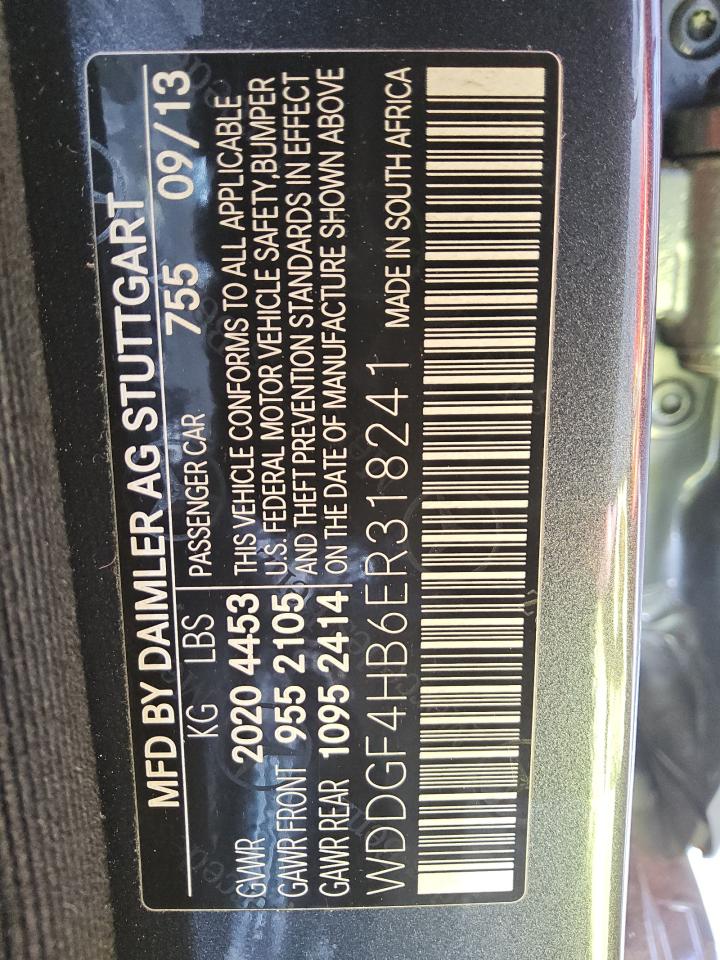 MFD BY DAIMLER AG STUTTGART
KG LBS PASSENGER CAR 755 09/13
GVWR 2020 4453 THIS VEHICLE CONFORMS TO ALL APPLICABLE
GAWR FRONT 955 2105 U.S. FEDERAL MOTOR VEHICLE SAFETY,BUMPER
AND THEFT PREVENTION STANDARDS IN EFFECT
GAWR REAR 1095 2414 ON THE DATE OF MANUFACTURE SHOWN ABOVE
WDDGF4HB6ER318241 MADE IN SOUTH AFRICA